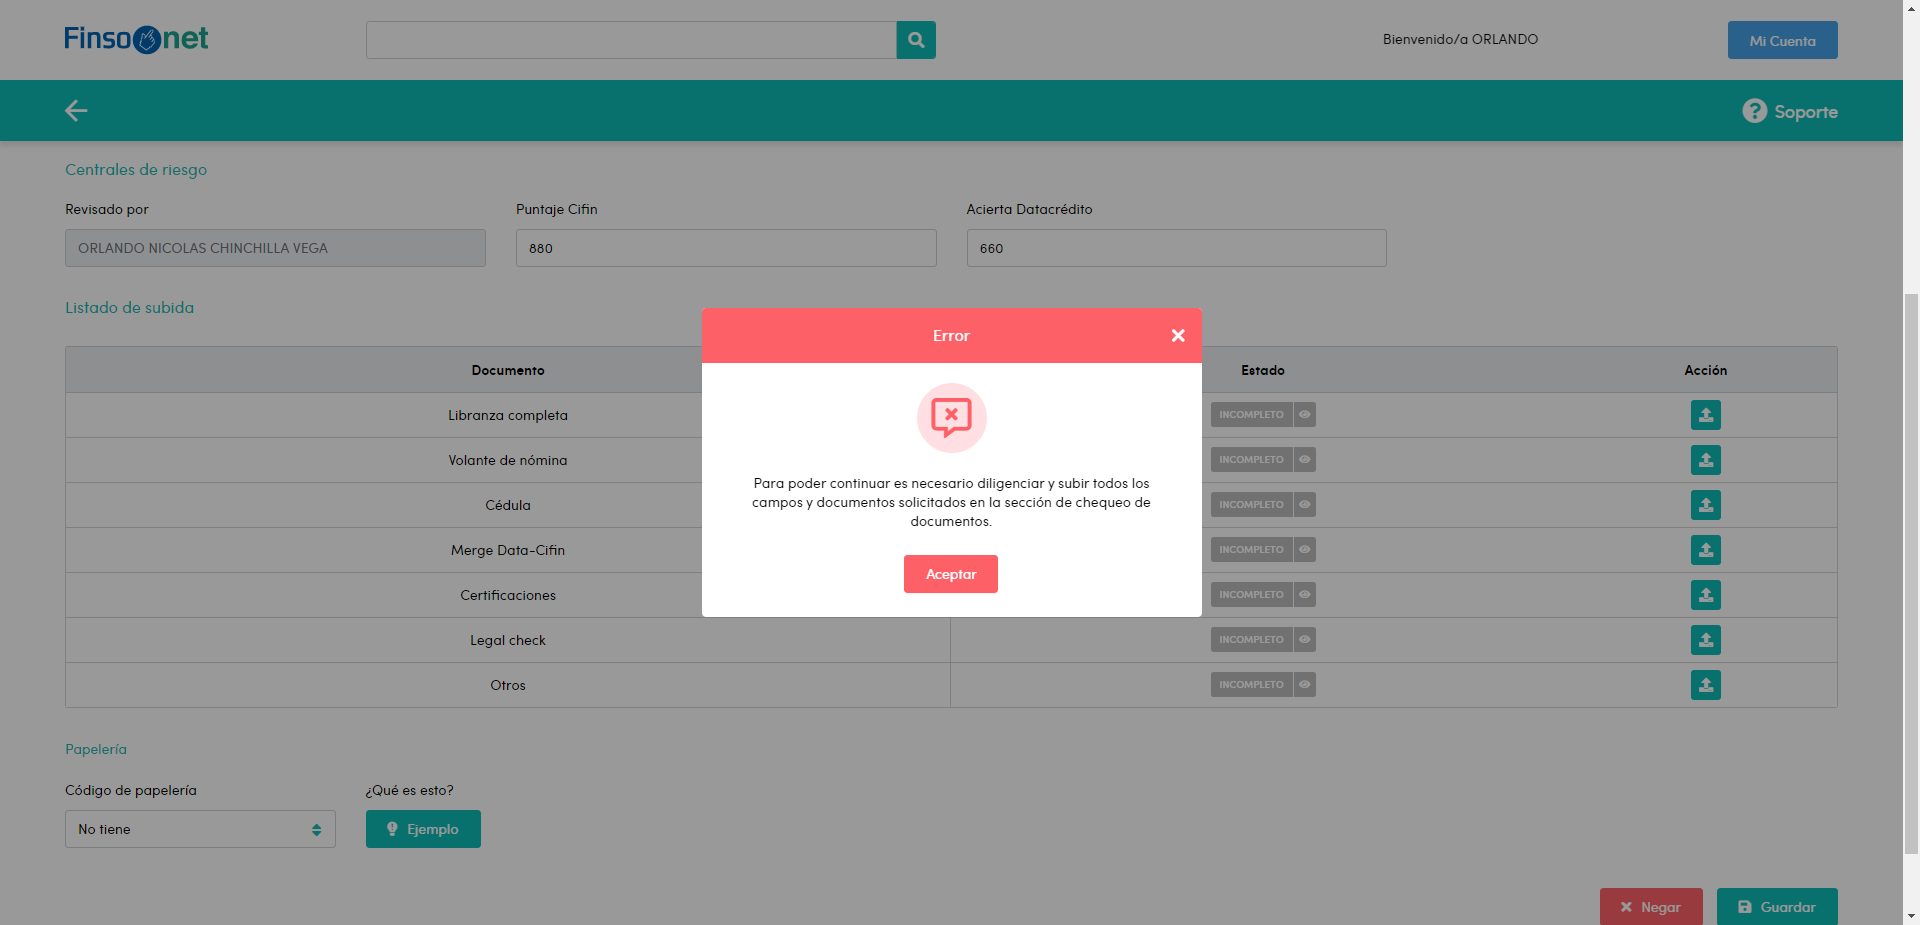 Finsonet
Bienvenido/a ORLANDO
Mi Cuenta
Soporte
Centrales de riesgo
Revisado por
Puntaje Cifin
Acierta Datacrédito
ORLANDO NICOLAS CHINCHILLA VEGA
880
660
Listado de subida
Error
Documento
Estado
Acción
Libranza completa
INCOMPLETO
Volante de nómina
INCOMPLETO
Cédula
INCOMPLETO
Merge Data-Cifin
INCOMPLETO
Certificaciones
INCOMPLETO
Legal check
INCOMPLETO
Otros
INCOMPLETO
Para poder continuar es necesario diligenciar y subir todos los
campos y documentos solicitados en la sección de chequeo de
documentos.
Aceptar
Papelería
Código de papelería
¿Qué es esto?
No tiene
Ejemplo
Negar
Guardar